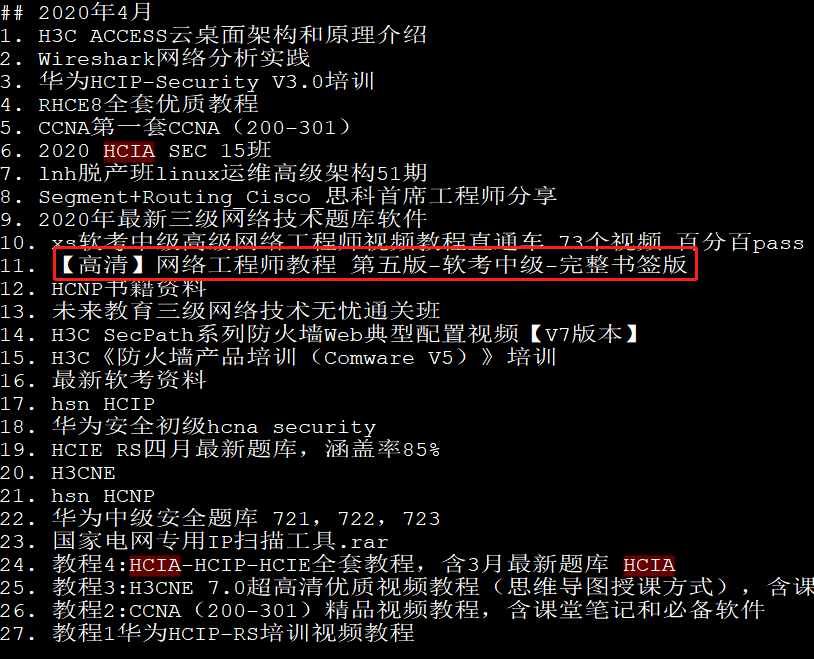 ## 2020年4月
1. H3C ACCESS云桌面架构和原理介绍
2. Wireshark网络分析实践
3. 华为HCIP-Security V3.0培训
4. RHCE8全套优质教程
5. CCNA第一套CCNA（200-301）
6. 2020 HCIA SEC 15班
7. lnh脱产班linux运维高级架构51期
8. Segment+Routing_Cisco_思科首席工程师分享
9. 2020年最新三级网络技术题库软件
10. xs软考中级高级网络工程师视频教程直通车 73个视频 百分百pass
11. 【高清】网络工程师教程 第五版-软考中级-完整书签版
12. HCNP书籍资料
13. 未来教育三级网络技术无忧通关班
14. H3C SecPath系列防火墙Web典型配置视频【V7版本】
15. H3C《防火墙产品培训（Comware V5）》培训
16. 最新软考资料
17. hsn HCIP
18. 华为安全初级hcna security
19. HCIE RS四月最新题库，涵盖率85%
20. H3CNE
21. hsn HCNP
22. 华为中级安全题库 721，722，723
23. 国家电网专用IP扫描工具.rar
24. 教程4:HCIA-HCIP-HCIE全套教程，含3月最新题库 HCIA
25. 教程3:H3CNE 7.0超高清优质视频教程（思维导图授课方式），含课
26. 教程2:CCNA（200-301）精品视频教程，含课堂笔记和必备软件
27. 教程1华为HCIP-RS培训视频教程